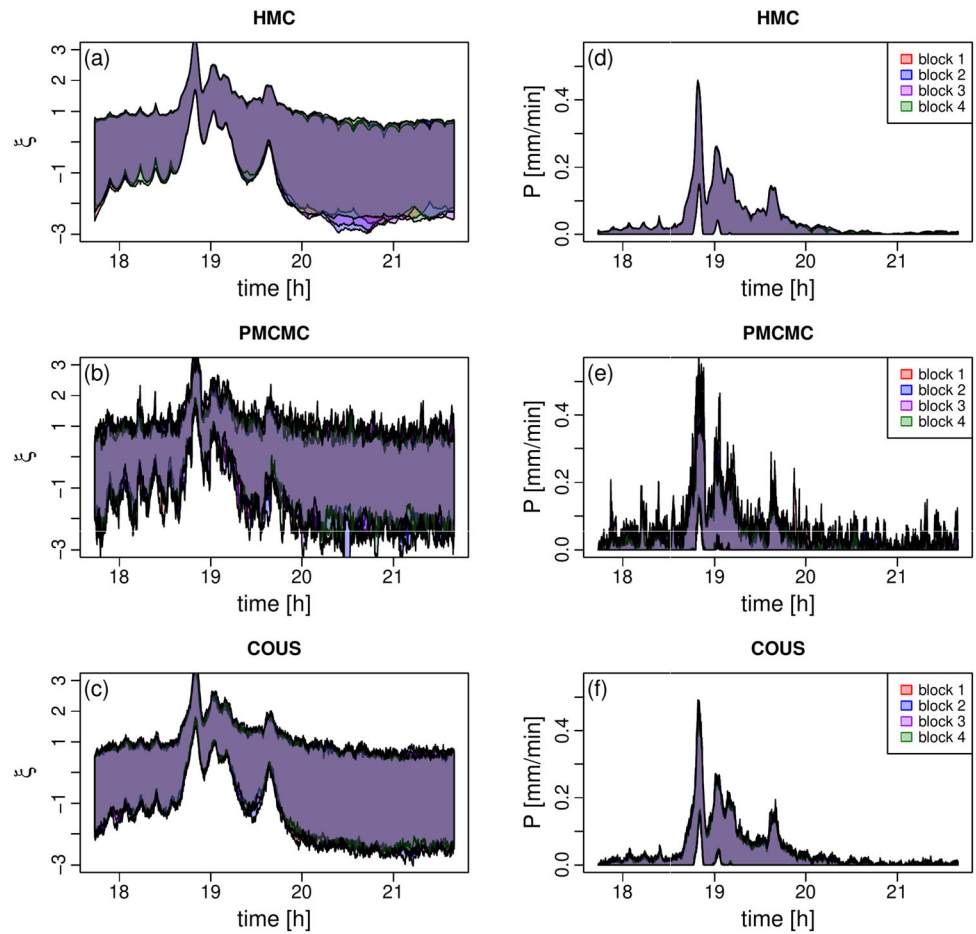 HMC
(a)
ξ
3
2
1
-1
-3
18 19 20 21
time [h]
HMC
(d)
block 1
block 2
block 3
block 4
P [mm/min]
0.4
0.2
0.0
18 19 20 21
time [h]
PMCMC
(b)
ξ
3
2
1
-1
-3
18 19 20 21
time [h]
PMCMC
(e)
block 1
block 2
block 3
block 4
P [mm/min]
0.4
0.2
0.0
18 19 20 21
time [h]
COUS
(c)
ξ
3
2
1
-1
-3
18 19 20 21
time [h]
COUS
(f)
block 1
block 2
block 3
block 4
P [mm/min]
0.4
0.2
0.0
18 19 20 21
time [h]